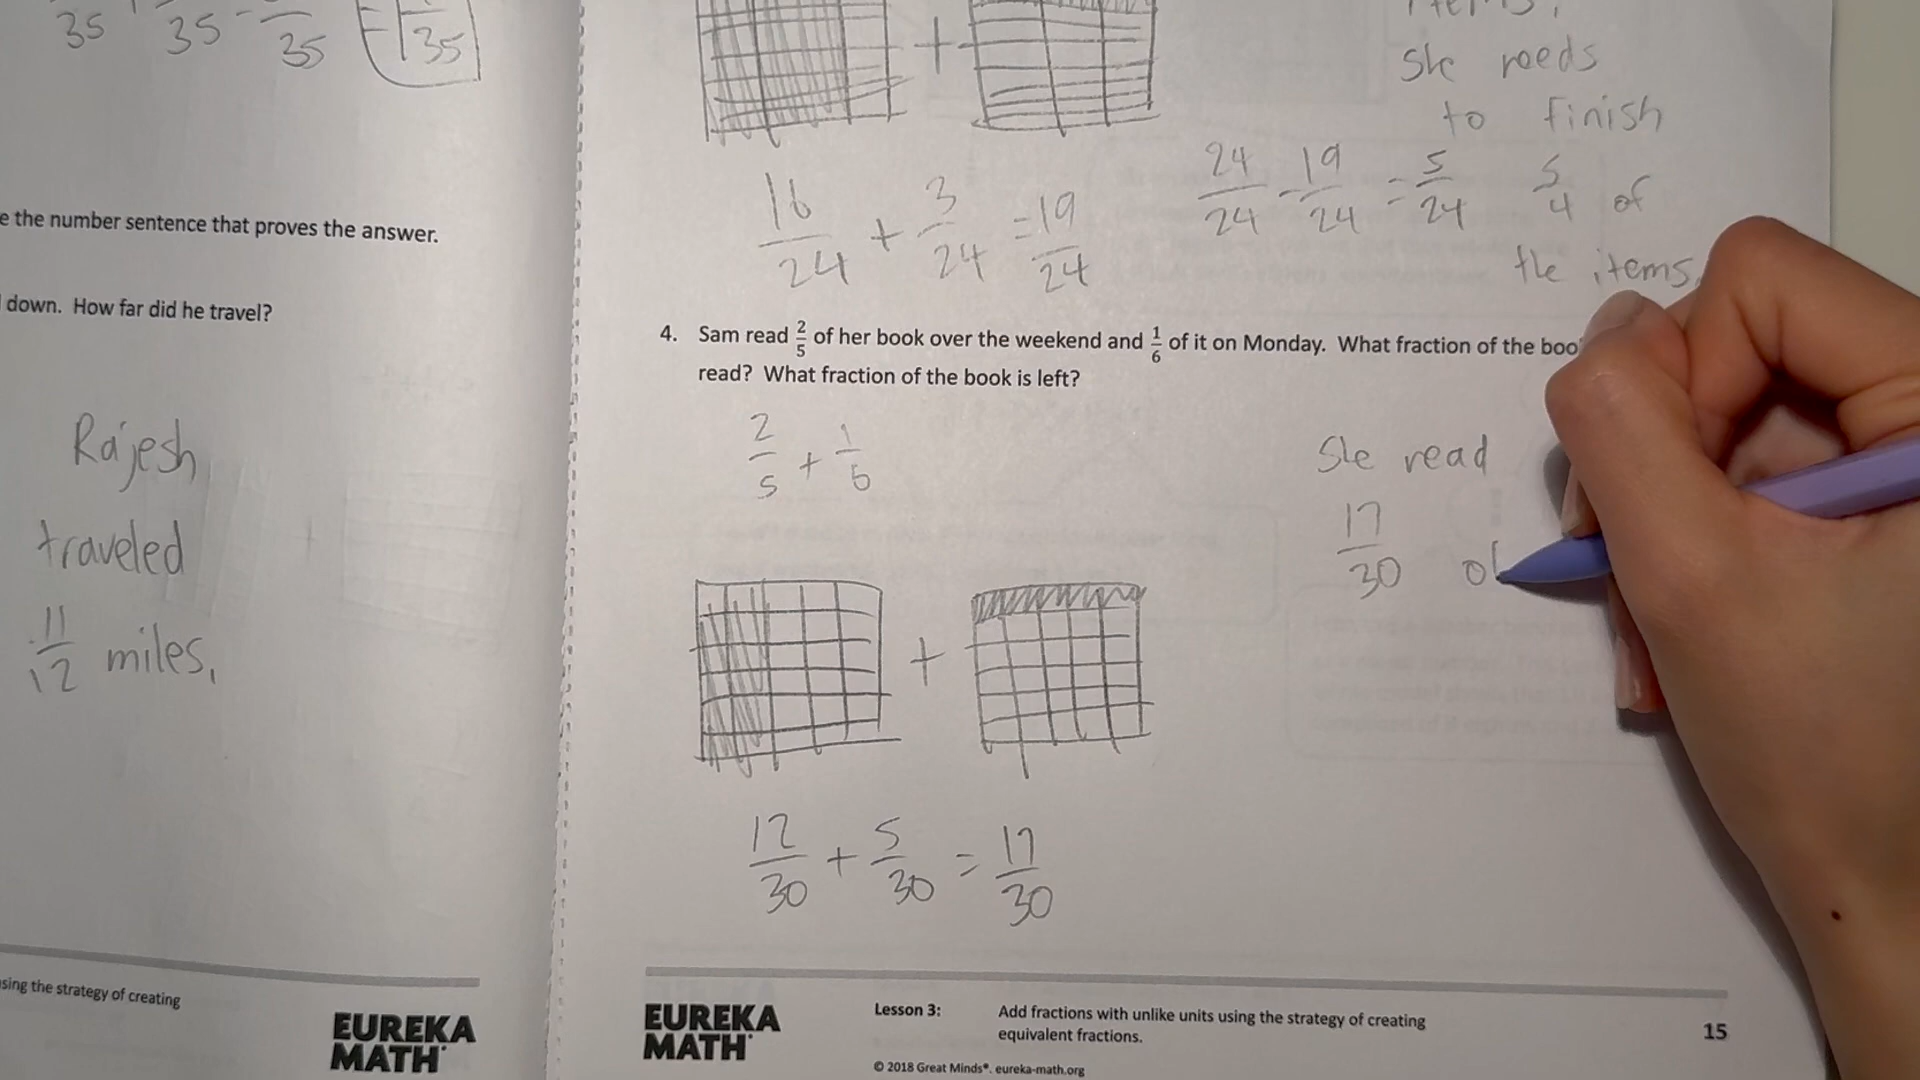 35 35 - 35 = 35
e the number sentence that proves the answer.
down. How far did he travel?
Rajesh
traveled
11/12 miles.
sing the strategy of creating
EUREKA
MATH
items,
She needs
to finish
16/24 + 3/24 = 19/24
24/24 - 19/24 = 5/24
5/4 of
the items.
4. Sam read 2/5 of her book over the weekend and 1/6 of it on Monday. What fraction of the boo
read? What fraction of the book is left?
2/5 + 1/6
She read
17/30 of
+
+
12/30 + 5/30 = 17/30
EUREKA
MATH
Lesson 3: Add fractions with unlike units using the strategy of creating
equivalent fractions.
15
© 2018 Great Minds®. eureka-math.org